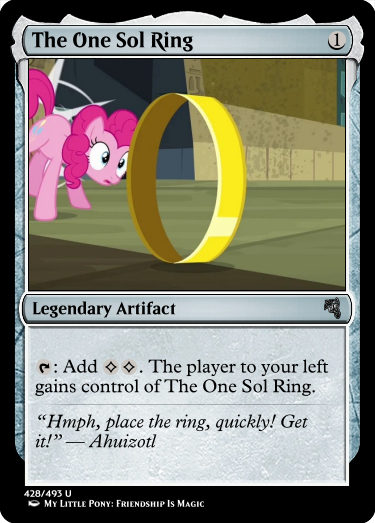 The One Sol Ring 1
Legendary Artifact
: Add . The player to your left
gains control of The One Sol Ring.
“Hmph, place the ring, quickly! Get
it!” — Ahuizotl
428/493 U
My Little Pony: Friendship Is Magic